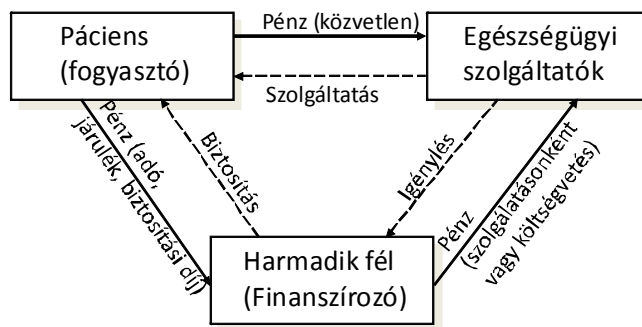 Páciens
(fogyasztó)
Pénz (közvetlen)
Egészségügyi
szolgáltatók
Szolgáltatás
Pénz (adó,
járulék, biztosítási díj)
Biztosítás
Igénylés
Pénz
(szolgálatásonként
vagy költségvetés)
Harmadik fél
(Finanszírozó)